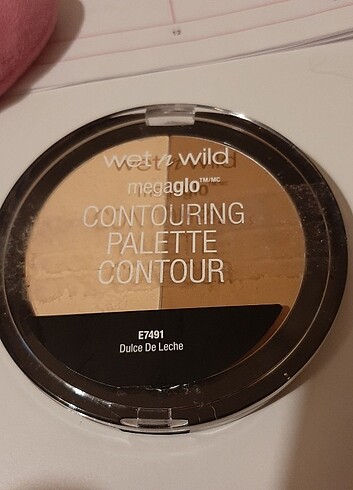 wet n wild
megaglo™/MC
CONTOURING
PALETTE
CONTOUR
E7491
Dulce De Leche